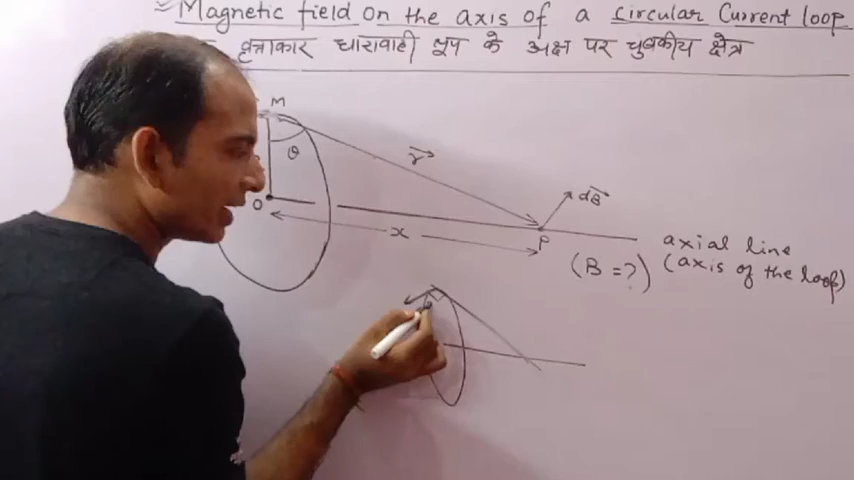 Magnetic field on the axis of a circular Current loop
वृत्ताकार धारावाही लूप के अक्ष पर चुबकीय क्षेत्र
M
θ
r
dB
O
x
P
axial line
(B = ?) (axis of the loop)